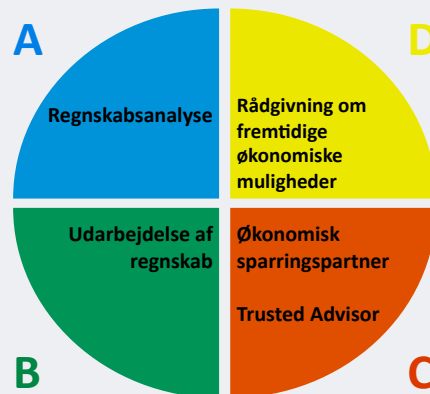 A
D
Regnskabsanalyse
Rådgivning om
fremtidige
økonomiske
muligheder
Udarbejdelse af
regnskab
Økonomisk
sparringspartner
Trusted Advisor
B
C